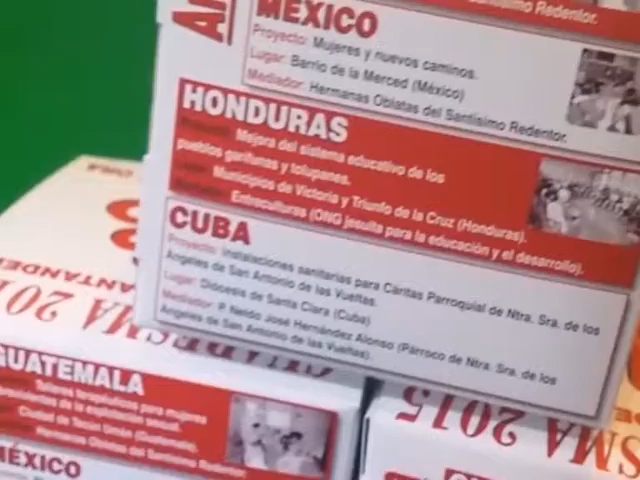 Santísimo Redentor.
MÉXICO
Proyecto: Mujeres y nuevos caminos.
Lugar: Barrio de la Merced (México)
Mediador: Hermanas Oblatas del Santísimo Redentor.
HONDURAS
Mejora del sistema educativo de los
pueblos garífunas y tolupanes.
Municipios de Victoria y Triunfo de la Cruz (Honduras).
Entreculturas (ONG jesuita para la educación y el desarrollo).
CUBA
Proyecto: Instalaciones sanitarias para Cáritas Parroquial de Ntra. Sra. de los
Ángeles de San Antonio de las Vueltas.
Lugar: Diócesis de Santa Clara (Cuba)
Mediador: P. Neldo José Hernández Alonso (Párroco de Ntra. Sra. de los
Ángeles de San Antonio de las Vueltas).
CUBA
SANTANDER
SMA 2015
GUATEMALA
Talleres terapéuticos para mujeres
de la explotación sexual.
Ciudad de Tecún Umán (Guatemala).
Hermanas Oblatas del Santísimo Redentor.
MÉXICO